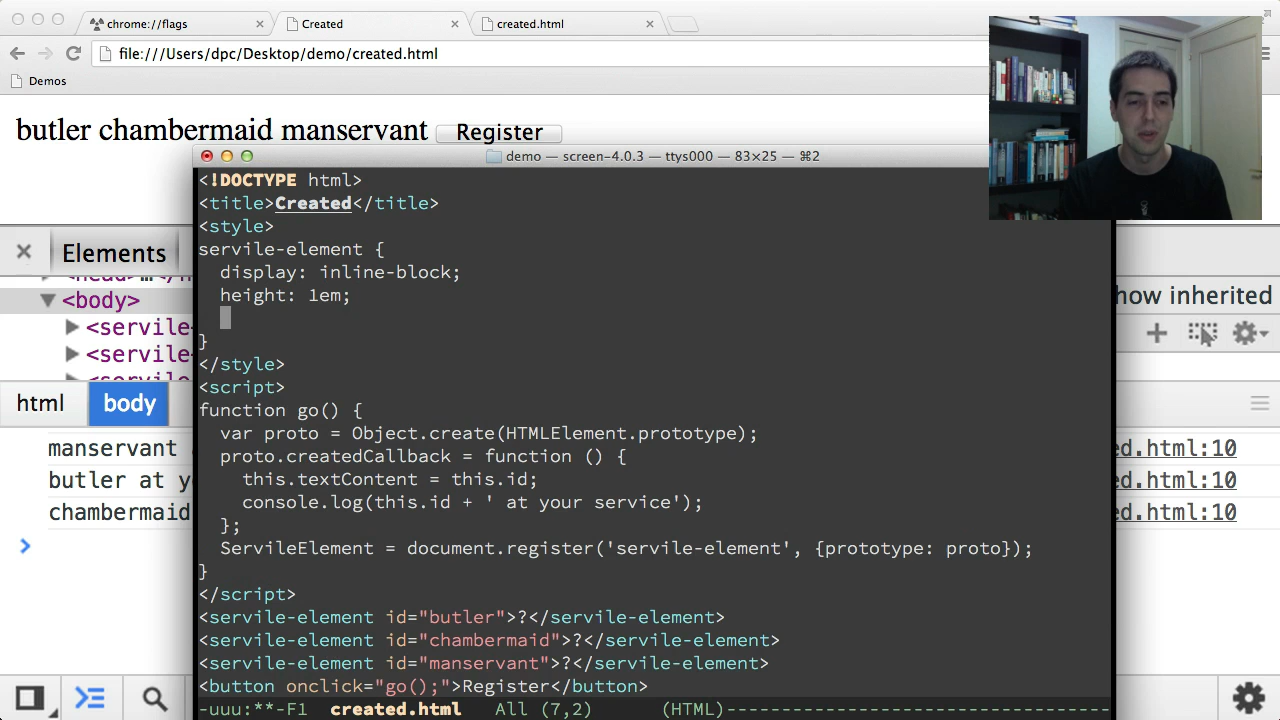 chrome://flags
Created
created.html
file:///Users/dpc/Desktop/demo/created.html
Demos
butler chambermaid manservant Register
demo — screen-4.0.3 — ttys000 — 83×25 — ⌘2
<!DOCTYPE html>
<title>Created</title>
<style>
servile-element {
display: inline-block;
height: 1em;
}
</style>
<script>
function go() {
var proto = Object.create(HTMLElement.prototype);
proto.createdCallback = function () {
this.textContent = this.id;
console.log(this.id + ' at your service');
};
ServileElement = document.register('servile-element', {prototype: proto});
}
</script>
<servile-element id="butler">?</servile-element>
<servile-element id="chambermaid">?</servile-element>
<servile-element id="manservant">?</servile-element>
<button onclick="go();">Register</button>
-uuu:**-F1 created.html All (7,2) (HTML)-----------------------------------
Elements
<body>
<servile-
<servile-
html
body
manservant
butler at yo
chambermaid
how inherited
ed.html:10
ed.html:10
ed.html:10